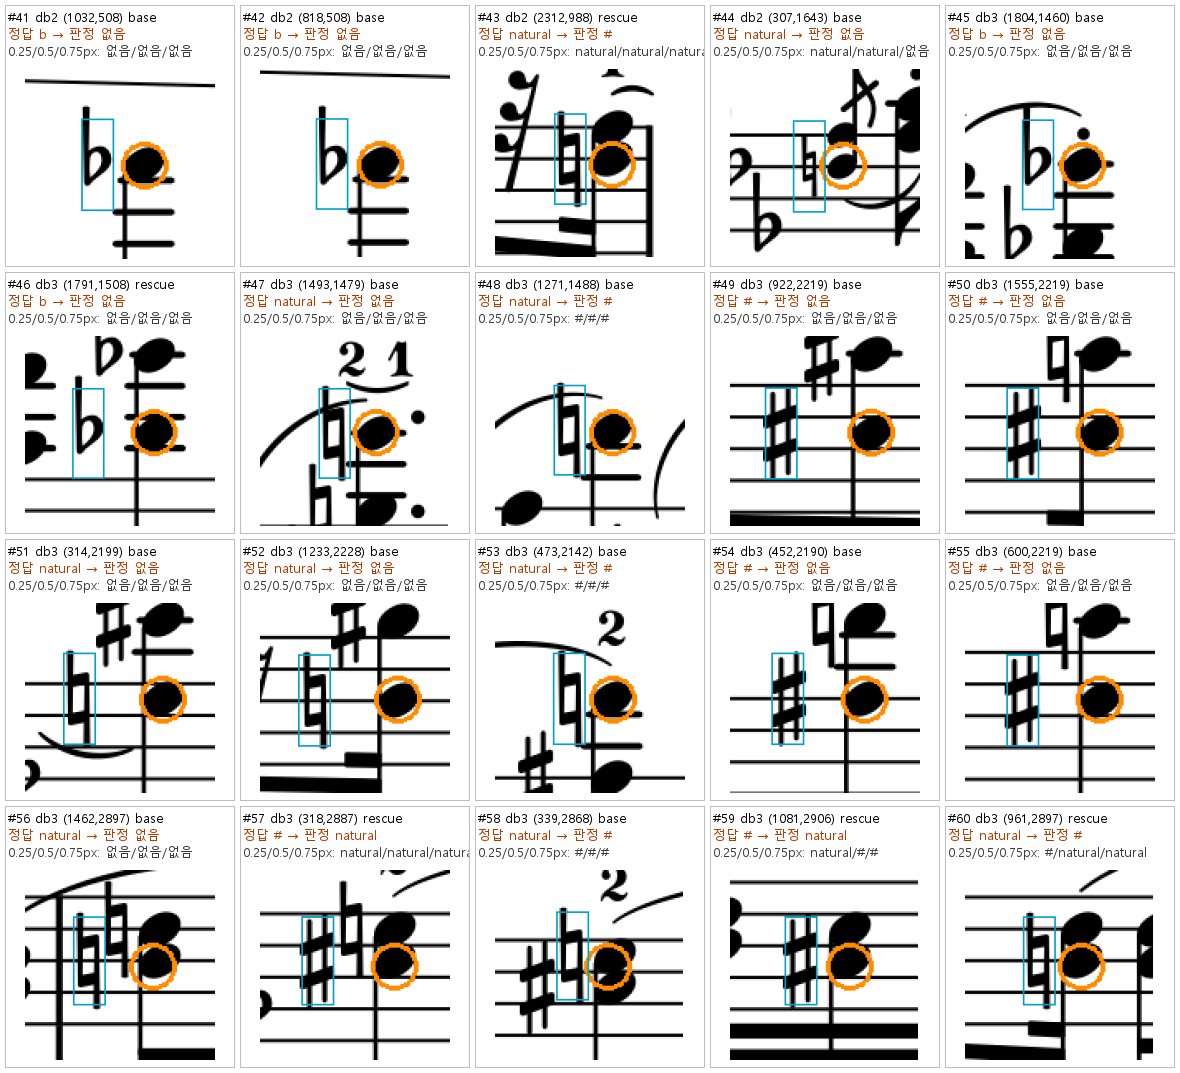 #41 db2 (1032,508) base
정답 b → 판정 없음
0.25/0.5/0.75px: 없음/없음/없음
#42 db2 (818,508) base
정답 b → 판정 없음
0.25/0.5/0.75px: 없음/없음/없음
#43 db2 (2312,988) rescue
정답 natural → 판정 #
0.25/0.5/0.75px: natural/natural/natura
#44 db2 (307,1643) base
정답 natural → 판정 없음
0.25/0.5/0.75px: natural/natural/없음
#45 db3 (1804,1460) base
정답 b → 판정 없음
0.25/0.5/0.75px: 없음/없음/없음
#46 db3 (1791,1508) rescue
정답 b → 판정 없음
0.25/0.5/0.75px: 없음/없음/없음
#47 db3 (1493,1479) base
정답 natural → 판정 없음
0.25/0.5/0.75px: 없음/없음/없음
2 1
#48 db3 (1271,1488) base
정답 natural → 판정 #
0.25/0.5/0.75px: #/#/#
#49 db3 (922,2219) base
정답 # → 판정 없음
0.25/0.5/0.75px: 없음/없음/없음
#50 db3 (1555,2219) base
정답 # → 판정 없음
0.25/0.5/0.75px: 없음/없음/없음
#51 db3 (314,2199) base
정답 natural → 판정 없음
0.25/0.5/0.75px: 없음/없음/없음
#52 db3 (1233,2228) base
정답 natural → 판정 없음
0.25/0.5/0.75px: 없음/없음/없음
#53 db3 (473,2142) base
정답 natural → 판정 #
0.25/0.5/0.75px: #/#/#
2
#54 db3 (452,2190) base
정답 # → 판정 없음
0.25/0.5/0.75px: 없음/없음/없음
#55 db3 (600,2219) base
정답 # → 판정 없음
0.25/0.5/0.75px: 없음/없음/없음
#56 db3 (1462,2897) base
정답 natural → 판정 없음
0.25/0.5/0.75px: 없음/없음/없음
#57 db3 (318,2887) rescue
정답 # → 판정 natural
0.25/0.5/0.75px: natural/natural/natura
#58 db3 (339,2868) base
정답 natural → 판정 #
0.25/0.5/0.75px: #/#/#
2
#59 db3 (1081,2906) rescue
정답 # → 판정 natural
0.25/0.5/0.75px: natural/#/#
#60 db3 (961,2897) rescue
정답 natural → 판정 #
0.25/0.5/0.75px: #/natural/natural